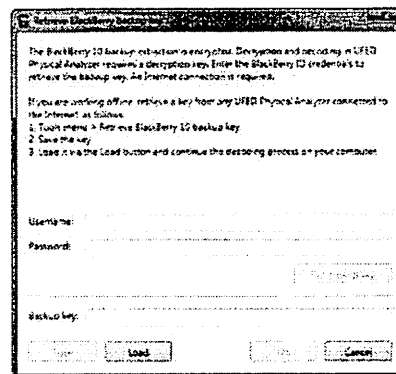 Retrieve BlackBerry backup key
The BlackBerry 10 backup extraction is encrypted. Decryption and decoding in UFED
Physical Analyzer requires a decryption key. Enter the BlackBerry ID credentials to
retrieve the backup key. An Internet connection is required.
If you are working offline, retrieve a key from any UFED Physical Analyzer connected to
the Internet as follows:
1. Tools menu > Retrieve BlackBerry 10 backup key
2. Save the key
3. Load it via the Load button and continue the decoding process on your computer.
Username:
Password:
Backup key:
Load
Cancel